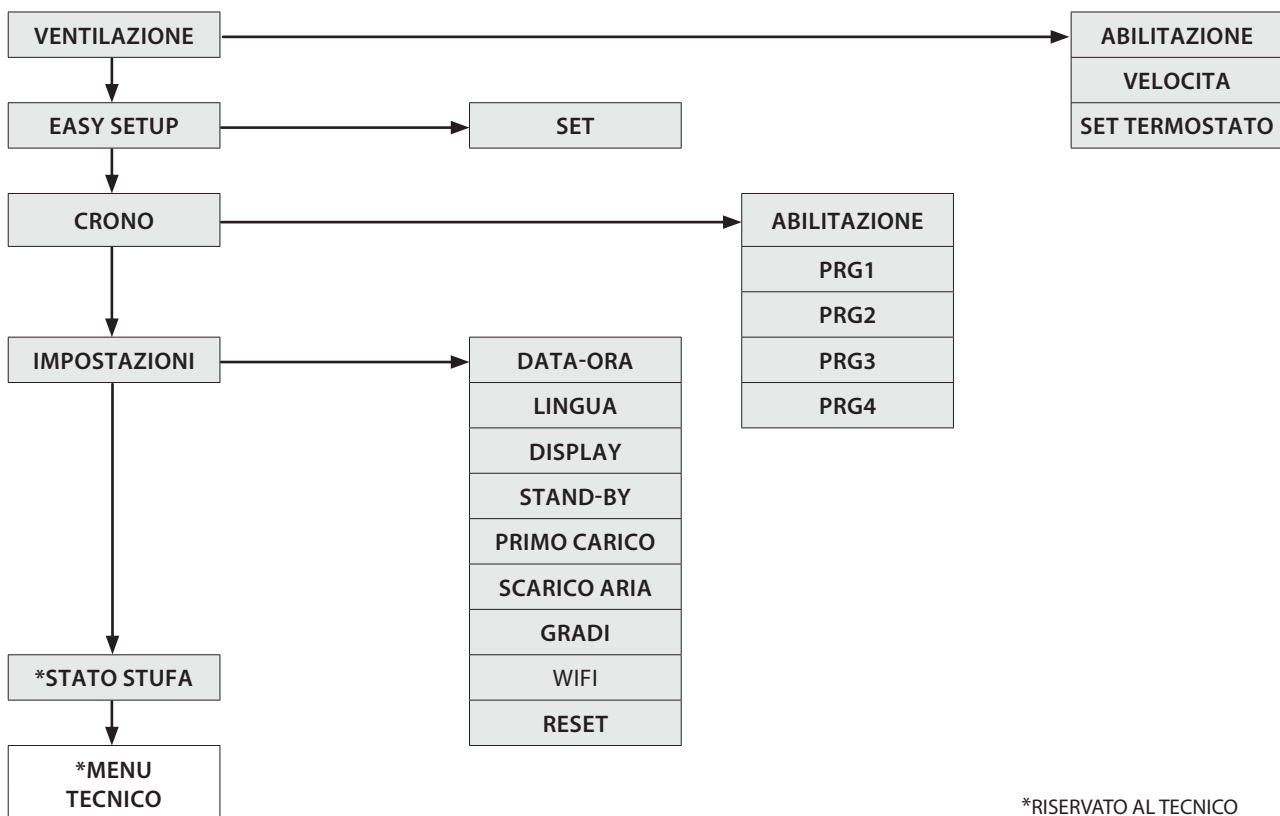 VENTILAZIONE
ABILITAZIONE
VELOCITA
SET TERMOSTATO
EASY SETUP
SET
CRONO
ABILITAZIONE
PRG1
PRG2
PRG3
PRG4
IMPOSTAZIONI
DATA-ORA
LINGUA
DISPLAY
STAND-BY
PRIMO CARICO
SCARICO ARIA
GRADI
WIFI
RESET
*STATO STUFA
*MENU
TECNICO
*RISERVATO AL TECNICO